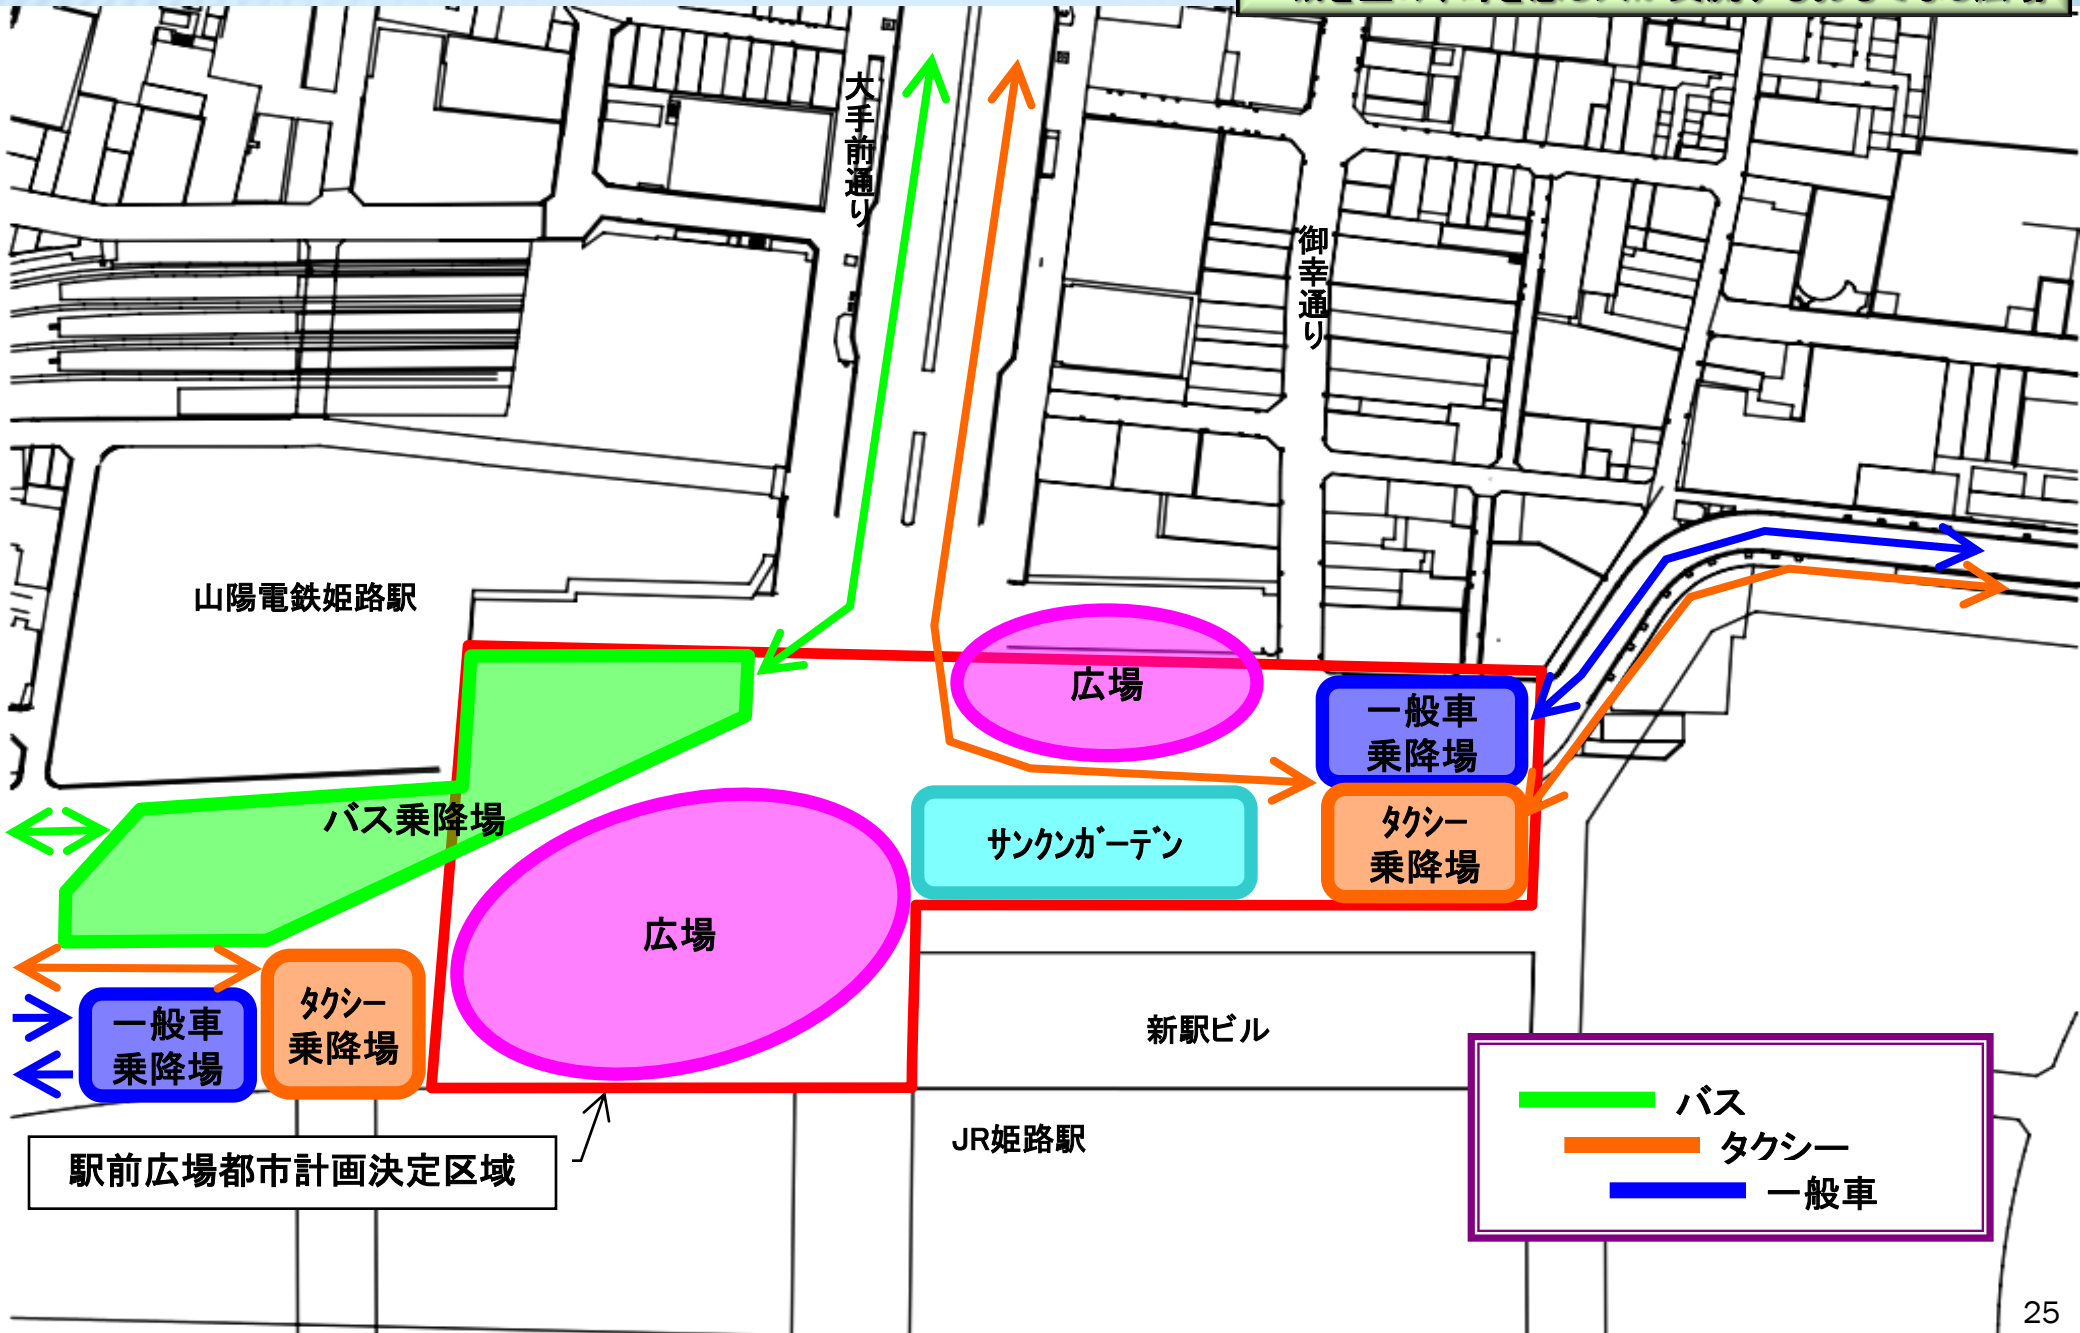 大手前通り
御幸通り
山陽電鉄姫路駅
広場
一般車
乗降場
バス乗降場
サンクンガーデン
タクシー
乗降場
広場
タクシー
乗降場
一般車
乗降場
新駅ビル
JR姫路駅
駅前広場都市計画決定区域
バス
タクシー
一般車
25